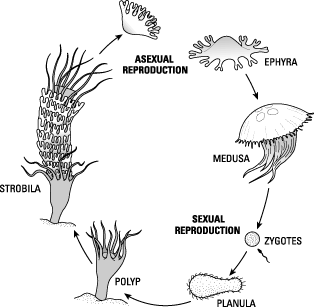 ASEXUAL
REPRODUCTION
EPHYRA
MEDUSA
STROBILA
SEXUAL
REPRODUCTION
ZYGOTES
POLYP
PLANULA